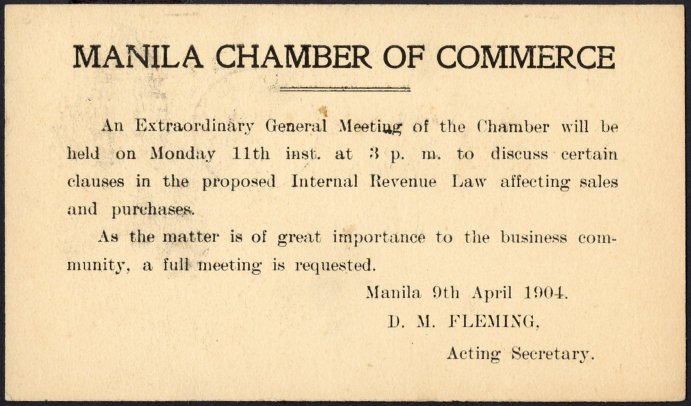 MANILA CHAMBER OF COMMERCE
An Extraordinary General Meeting of the Chamber will be
held on Monday 11th inst. at 3 p. m. to discuss certain
clauses in the proposed Internal Revenue Law affecting sales
and purchases.
As the matter is of great importance to the business com-
munity, a full meeting is requested.
Manila 9th April 1904.
D. M. FLEMING,
Acting Secretary.